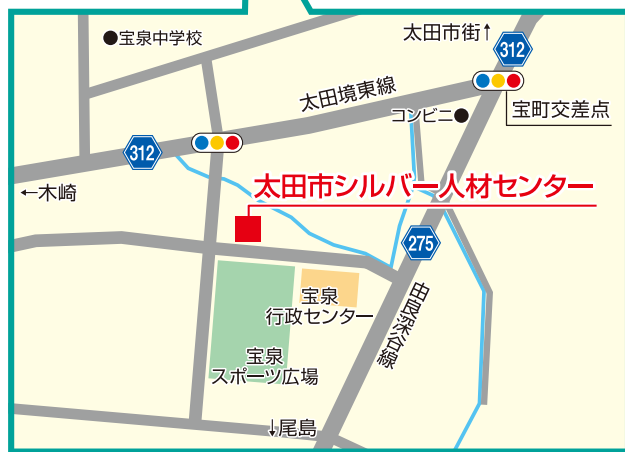 ●宝泉中学校
太田市街↑
312
太田境東線
コンビニ●
宝町交差点
312
←木崎
太田市シルバー人材センター
275
宝泉
行政センター
由良深谷線
宝泉
スポーツ広場
↓尾島